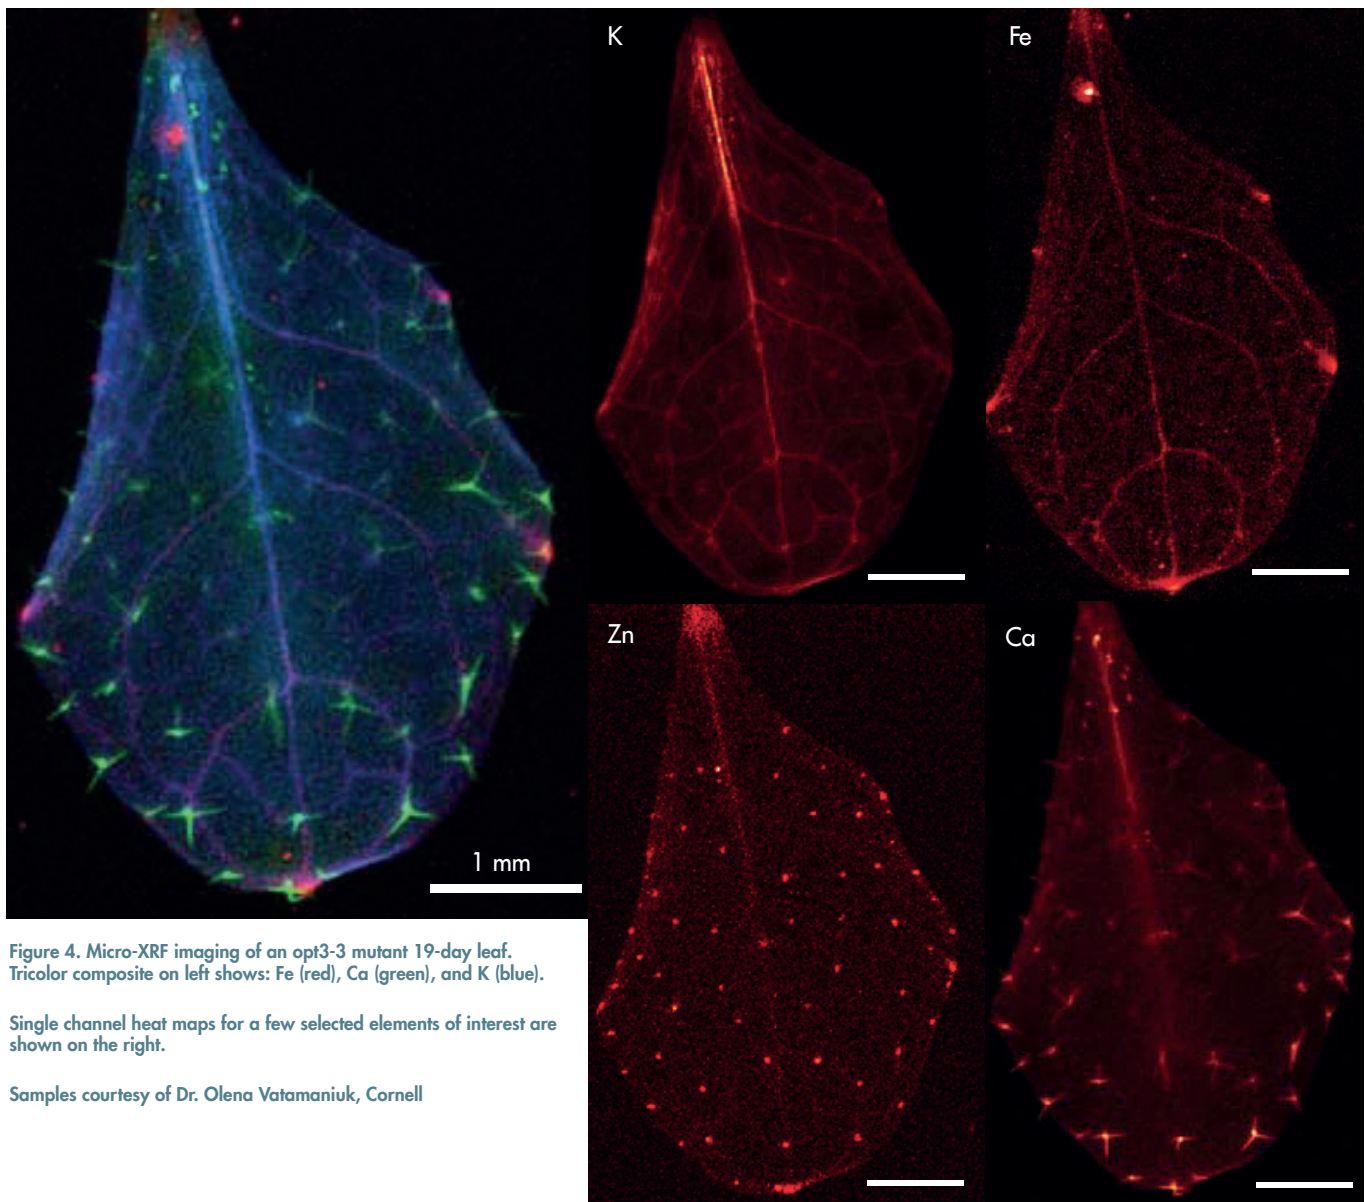 K
Fe
1 mm
Zn
Ca
Figure 4. Micro-XRF imaging of an opt3-3 mutant 19-day leaf.
Tricolor composite on left shows: Fe (red), Ca (green), and K (blue).
Single channel heat maps for a few selected elements of interest are
shown on the right.
Samples courtesy of Dr. Olena Vatamaniuk, Cornell